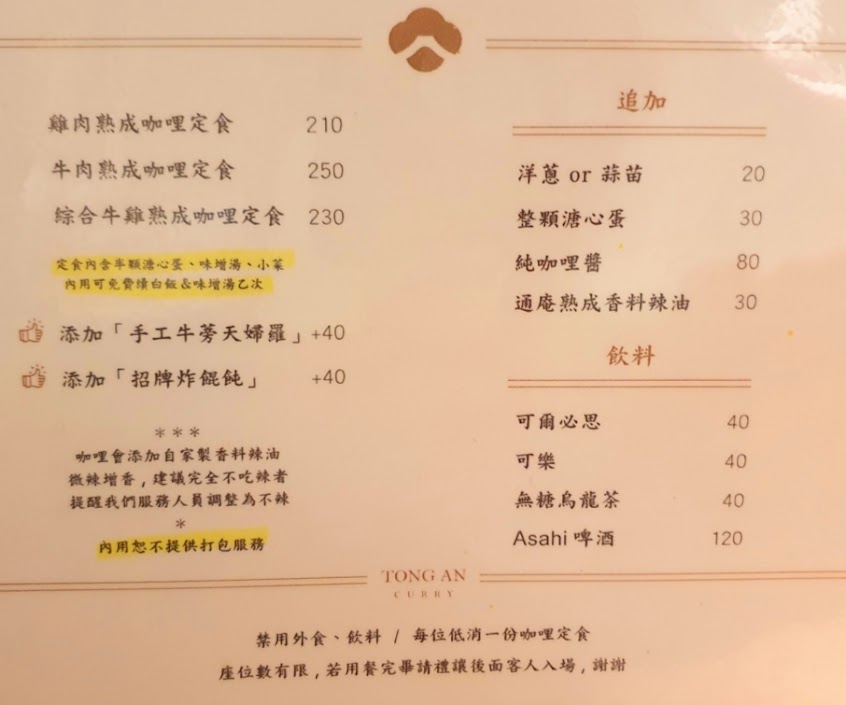 雞肉熟成咖哩定食 210
牛肉熟成咖哩定食 250
綜合牛雞熟成咖哩定食 230
定食內含半顆溏心蛋、味增湯、小菜
內用可免費續白飯&味增湯乙次
添加「手工牛蒡天婦羅」+40
添加「招牌炸餛飩」 +40
***
咖哩會添加自家製香料辣油
微辣增香,建議完全不吃辣者
提醒我們服務人員調整為不辣
*
內用恕不提供打包服務
追加
洋蔥 or 蒜苗 20
整顆溏心蛋 30
純咖哩醬 80
通庵熟成香料辣油 30
飲料
可爾必思 40
可樂 40
無糖烏龍茶 40
Asahi 啤酒 120
TONG AN
CURRY
禁用外食、飲料 / 每位低消一份咖哩定食
座位數有限,若用餐完畢請禮讓後面客人入場,謝謝